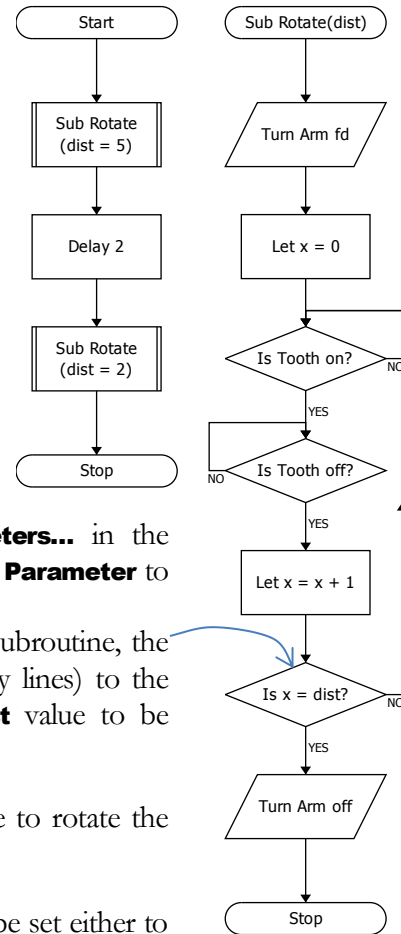 Start
Sub Rotate
(dist = 5)
Delay 2
Sub Rotate
(dist = 2)
Stop
Sub Rotate(dist)
Turn Arm fd
Let x = 0
Is Tooth on?
NO
YES
Is Tooth off?
NO
YES
Let x = x + 1
Is x = dist?
NO
YES
Turn Arm off
Stop
in the
Parameter to
the
lines) to the
value to be
to rotate the
be set either to